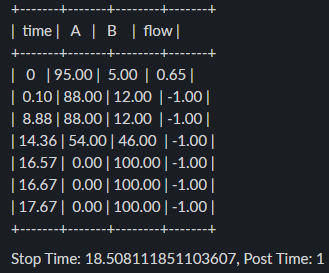 +-------+-------+--------+-------+
| time | A | B | flow |
+-------+-------+--------+-------+
| 0 | 95.00 | 5.00 | 0.65 |
| 0.10 | 88.00 | 12.00 | -1.00 |
| 8.88 | 88.00 | 12.00 | -1.00 |
| 14.36 | 54.00 | 46.00 | -1.00 |
| 16.57 | 0.00 | 100.00 | -1.00 |
| 16.67 | 0.00 | 100.00 | -1.00 |
| 17.67 | 0.00 | 100.00 | -1.00 |
+-------+-------+--------+-------+
Stop Time: 18.508111851103607, Post Time: 1